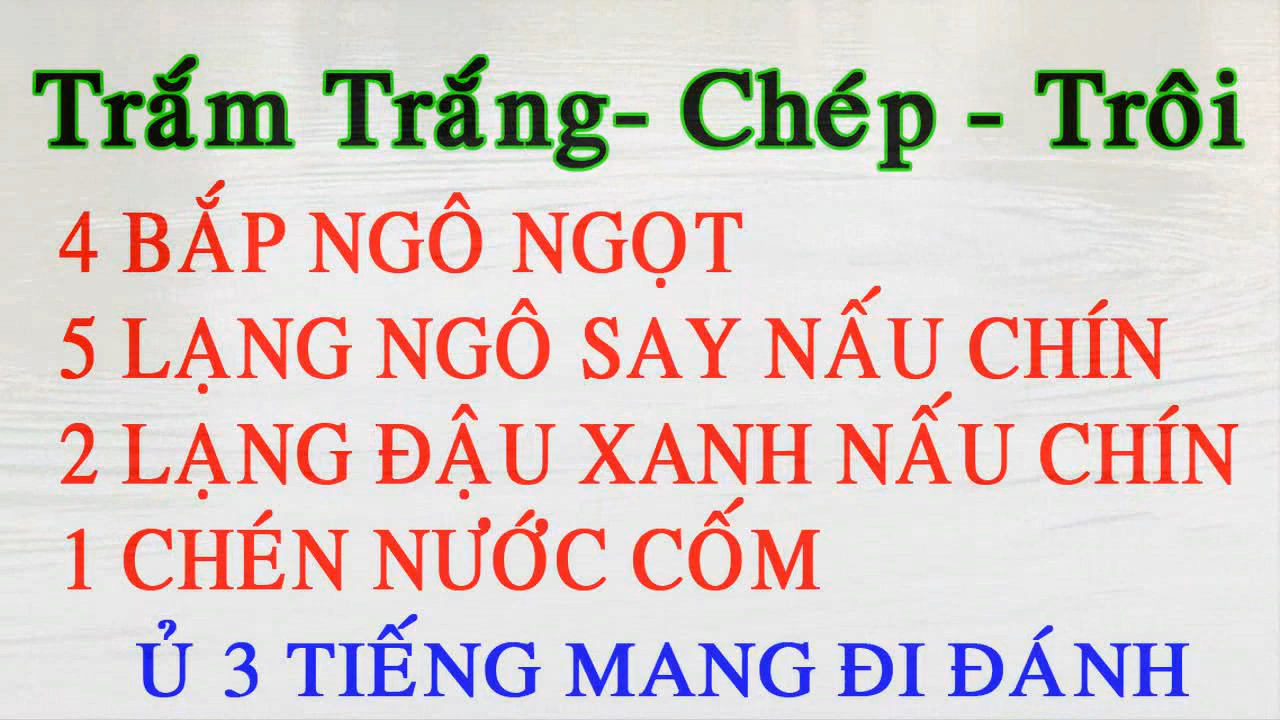 Trắm Trắng- Chép - Trôi
4 BẮP NGÔ NGỌT
5 LẠNG NGÔ SAY NẤU CHÍN
2 LẠNG ĐẬU XANH NẤU CHÍN
1 CHÉN NƯỚC CỐM
Ủ 3 TIẾNG MANG ĐI ĐÁNH